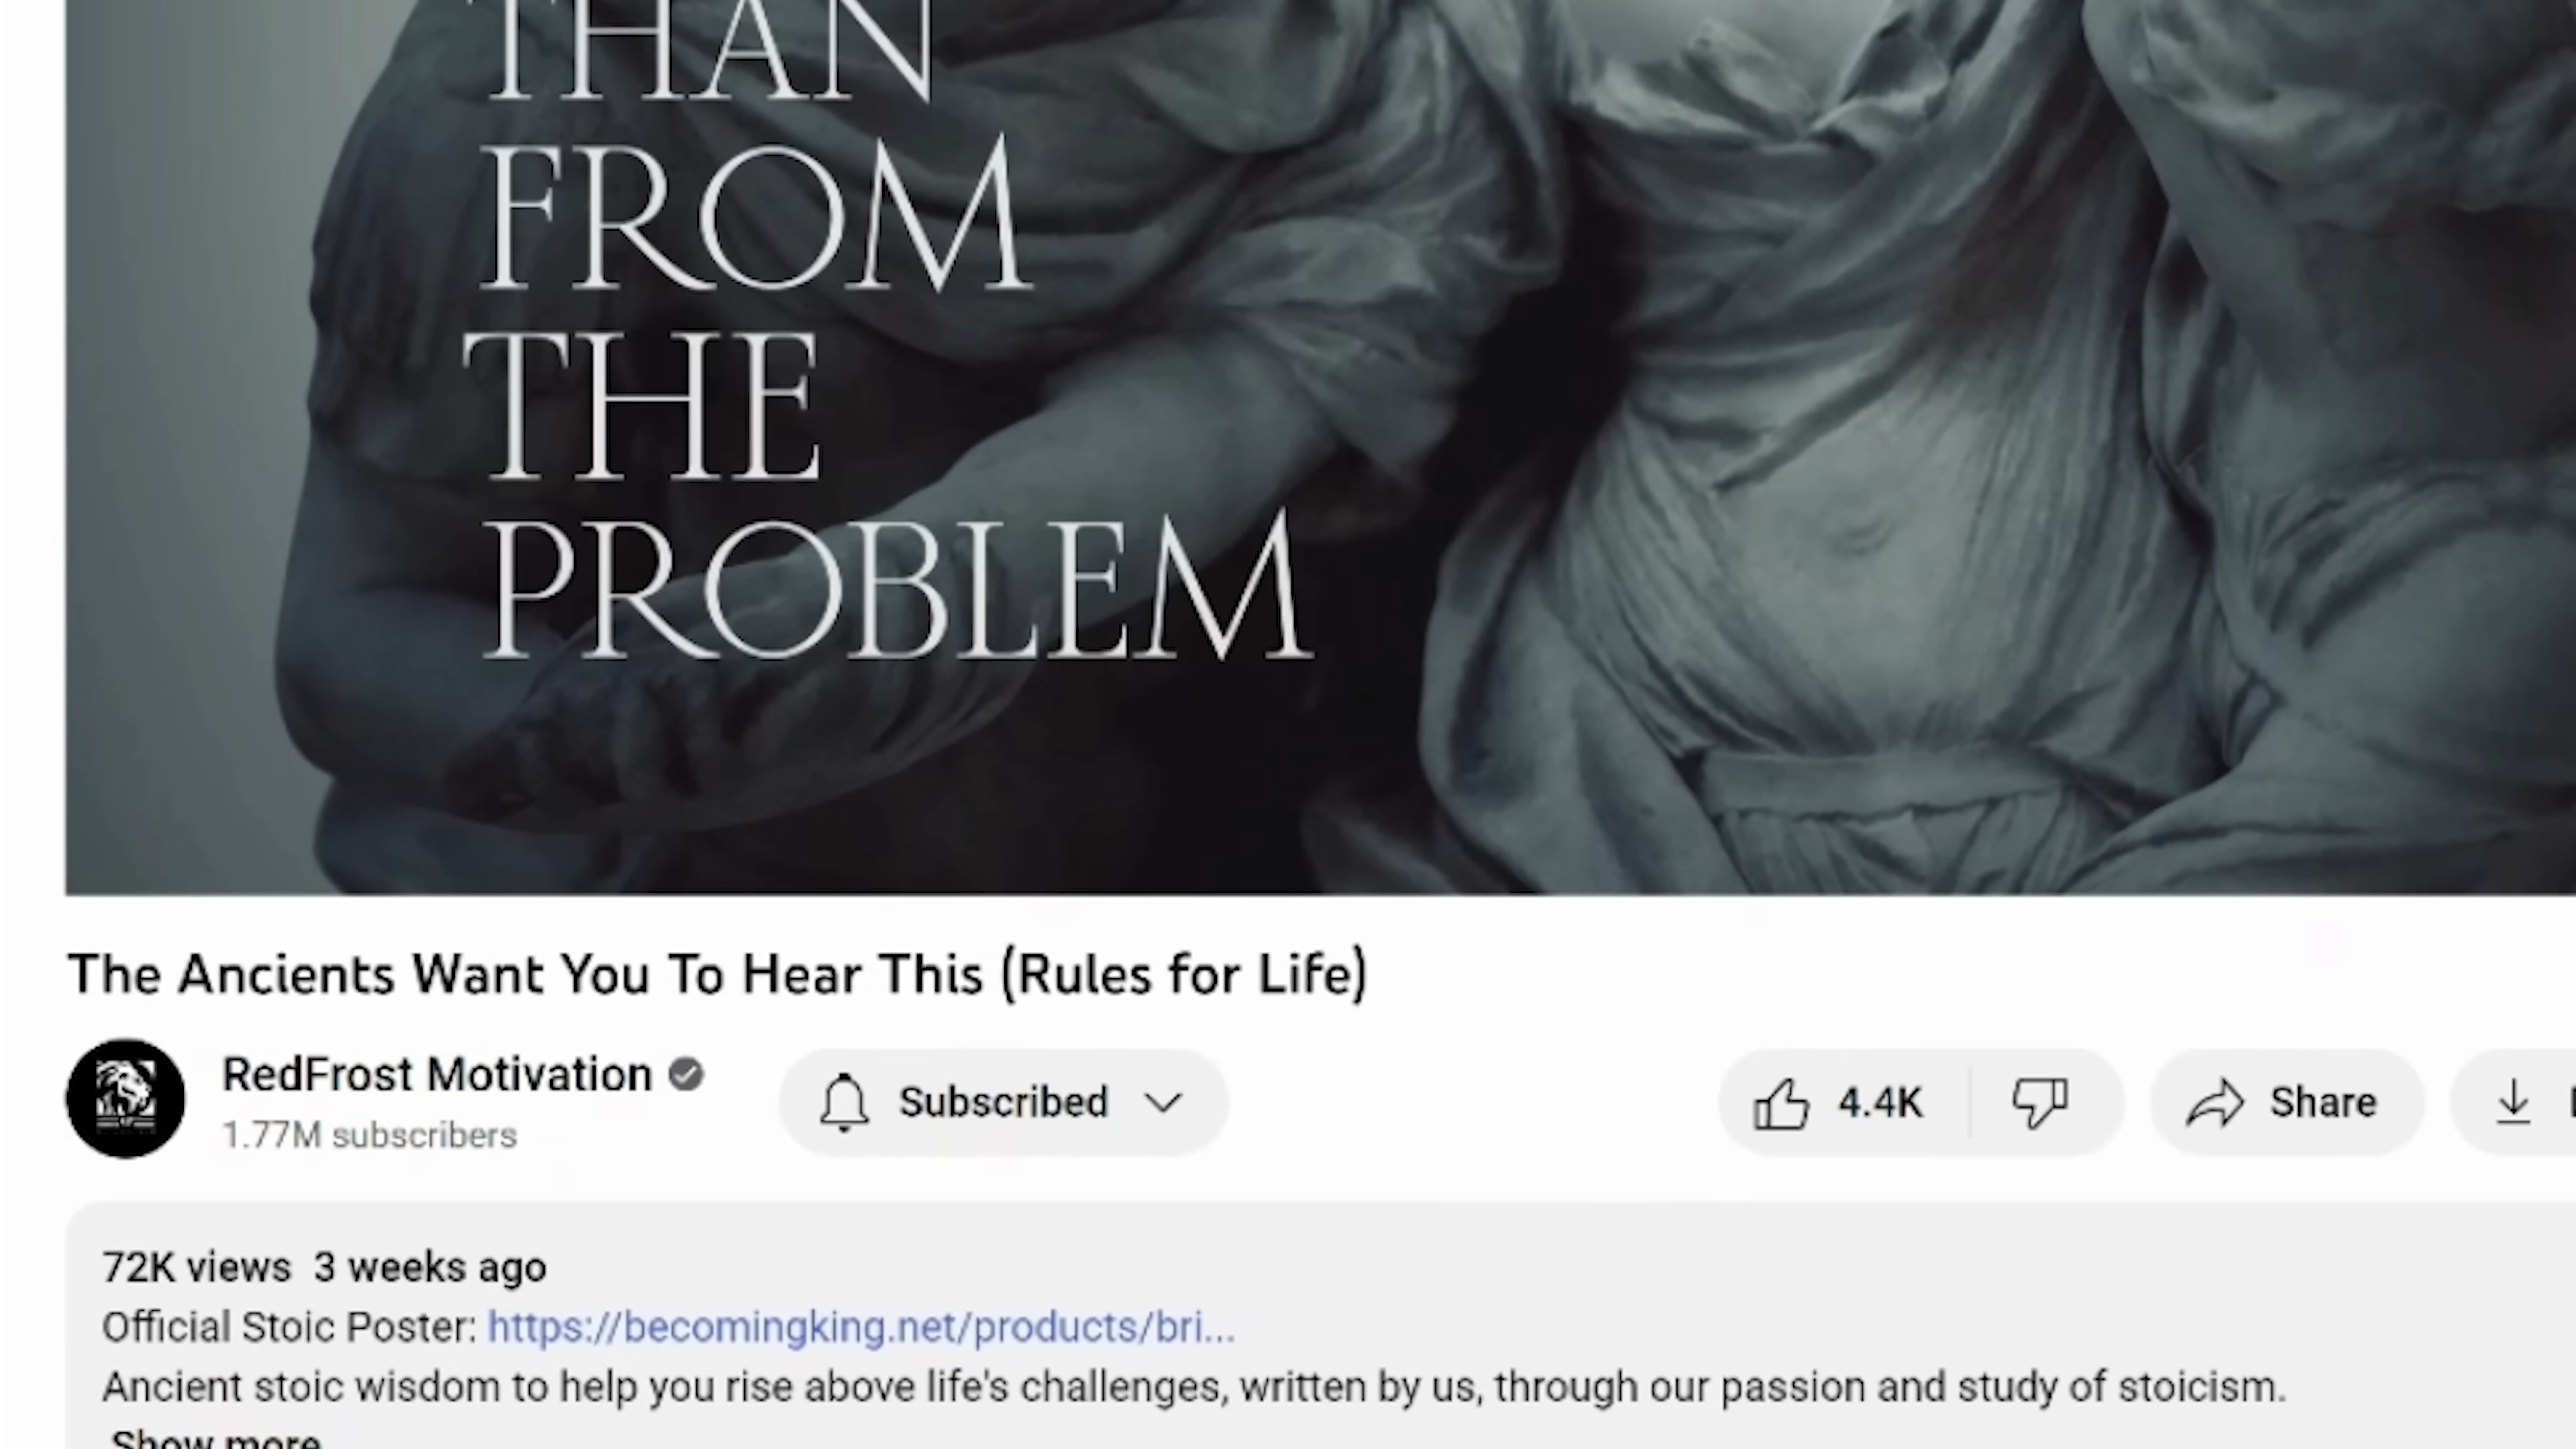 THAN
FROM
THE
PROBLEM
The Ancients Want You To Hear This (Rules for Life)
RedFrost Motivation
1.77M subscribers
Subscribed
4.4K
Share
72K views 3 weeks ago
Official Stoic Poster: https://becomingking.net/products/bri...
Ancient stoic wisdom to help you rise above life's challenges, written by us, through our passion and study of stoicism.
Show more